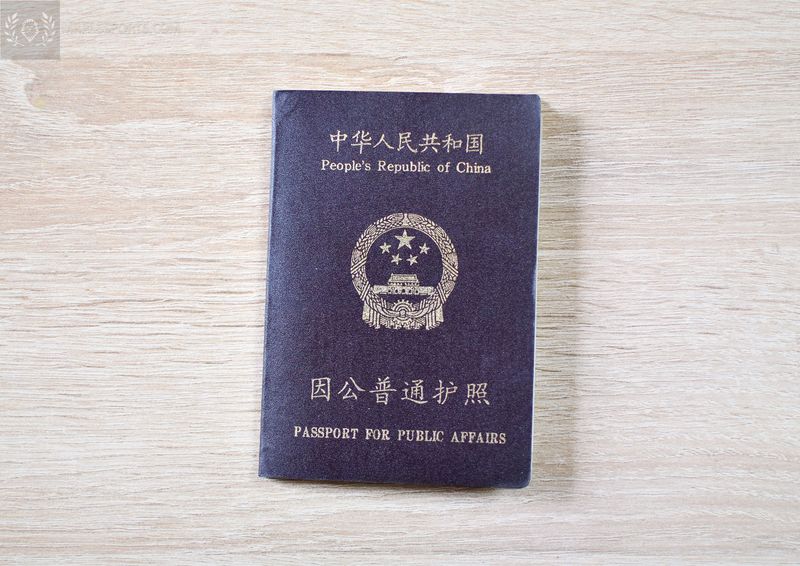 中华人民共和国
People's Republic of China
因公普通护照
PASSPORT FOR PUBLIC AFFAIRS